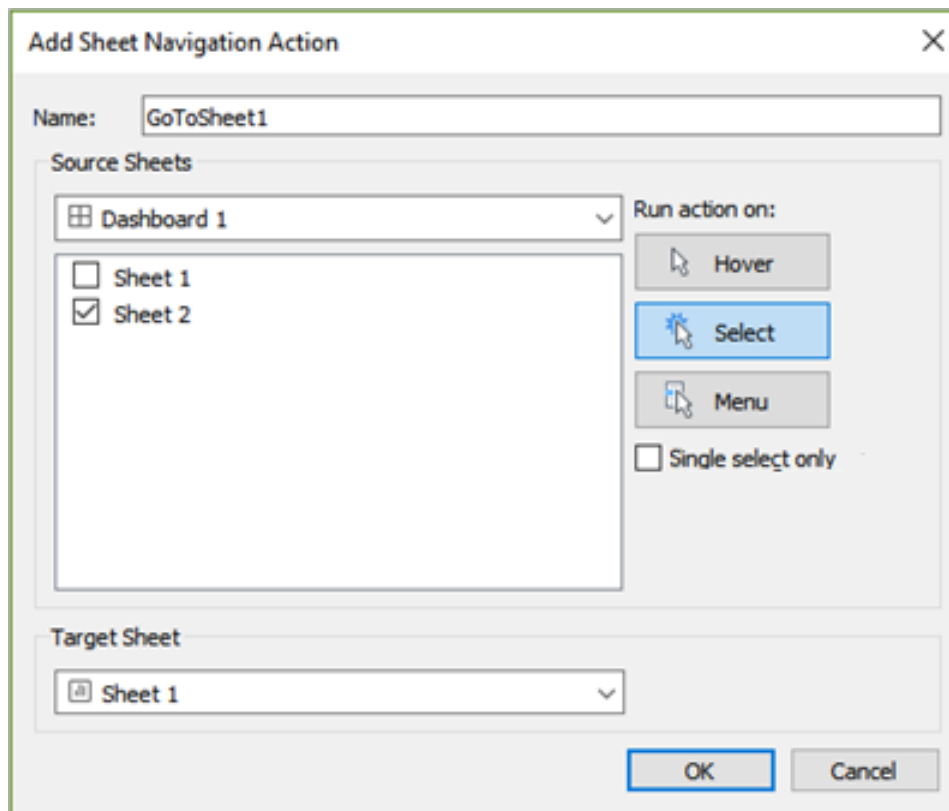 Add Sheet Navigation Action
Name: GoToSheet1
Source Sheets
Dashboard 1
Run action on:
Sheet 1
Sheet 2
Hover
Select
Menu
Single select only
Target Sheet
Sheet 1
OK Cancel